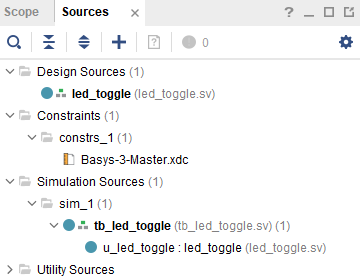 Scope Sources
0
Design Sources (1)
led_toggle (led_toggle.sv)
Constraints (1)
constrs_1 (1)
Basys-3-Master.xdc
Simulation Sources (1)
sim_1 (1)
tb_led_toggle (tb_led_toggle.sv) (1)
u_led_toggle : led_toggle (led_toggle.sv)
Utility Sources